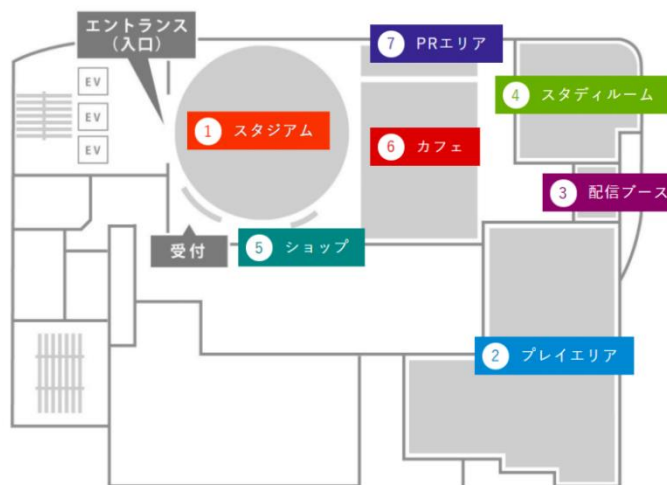 エントランス
（入口）
7 PRエリア
EV
EV
EV
4 スタディルーム
1 スタジアム
6 カフェ
3 配信ブース
受付
5 ショップ
2 プレイエリア